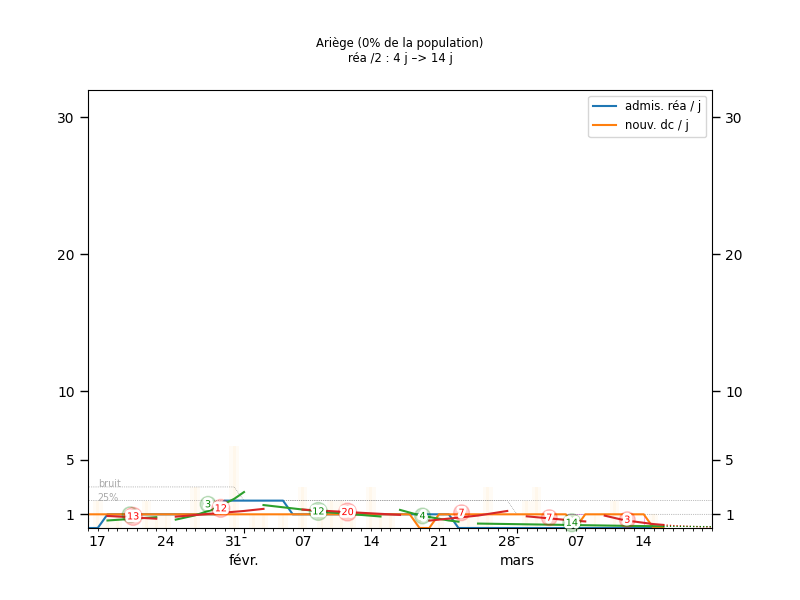 Ariège (0% de la population)
réa /2 : 4 j –> 14 j
admis. réa / j
nouv. dc / j
30 30
20 20
10 10
5 5
1 1
bruit
25%
13 3 12 12 20 4 7 7 14 3
17 24 31 07 14 21 28 07 14
févr. mars